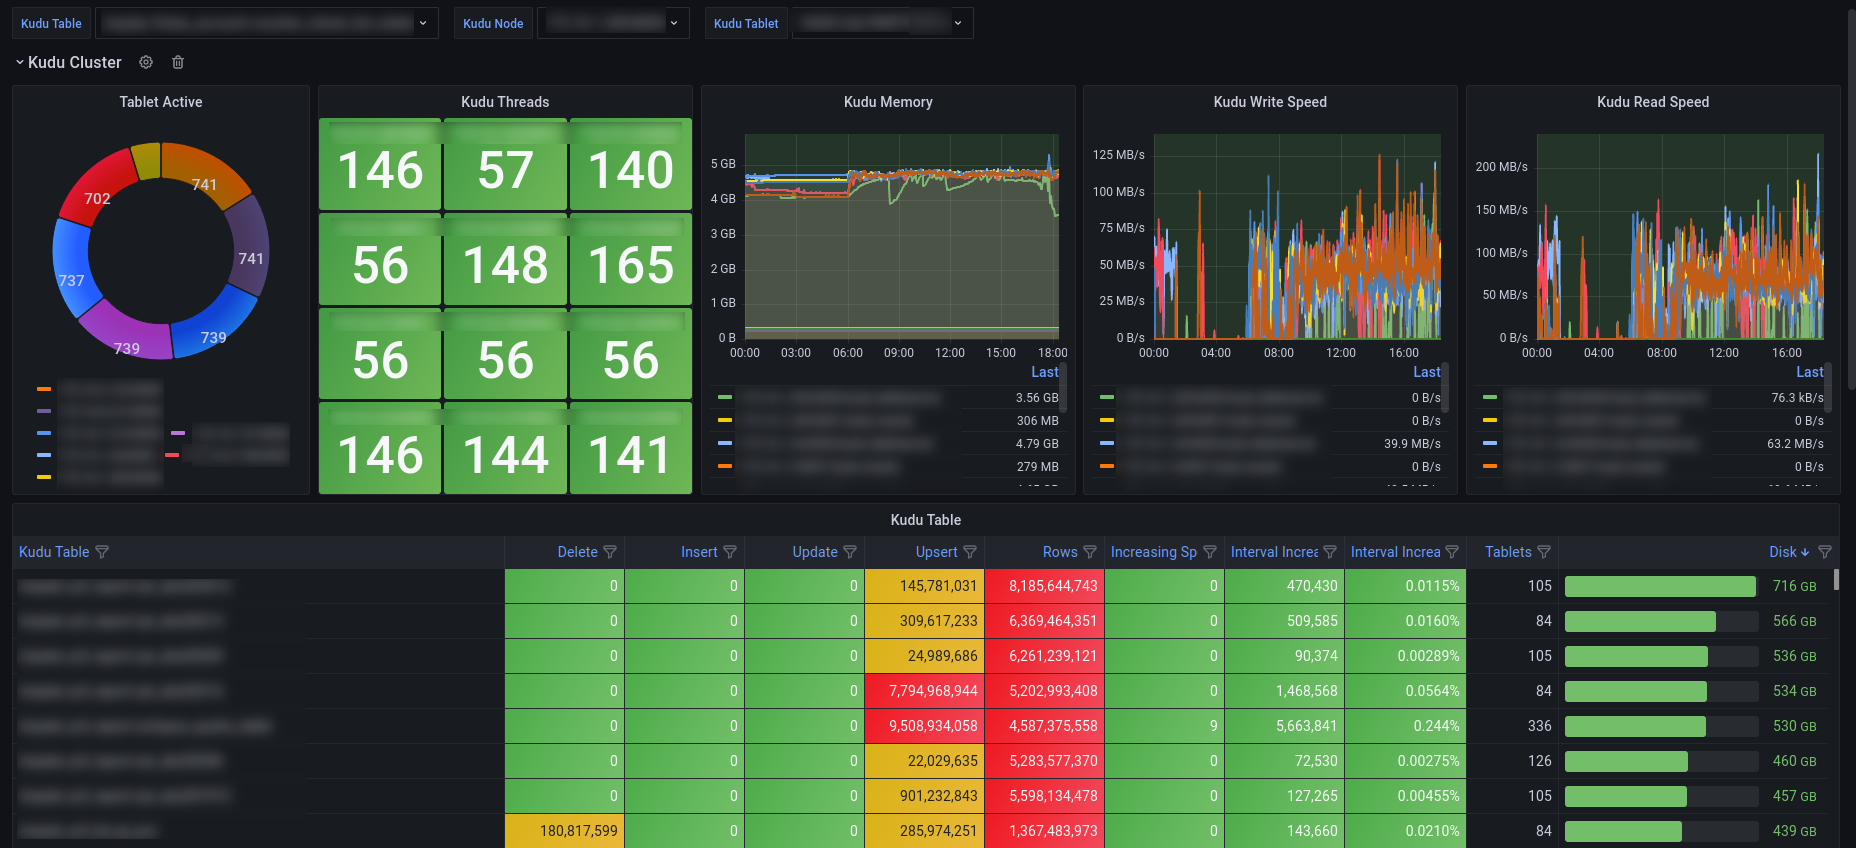 Kudu Table
Kudu Node
Kudu Tablet
Kudu Cluster
Tablet Active
741
741
739
739
737
702
Kudu Threads
146 57 140
56 148 165
56 56 56
146 144 141
Kudu Memory
5 GB
4 GB
3 GB
2 GB
1 GB
0 B
00:00 03:00 06:00 09:00 12:00 15:00 18:00
Last
3.56 GB
306 MB
4.79 GB
279 MB
Kudu Write Speed
125 MB/s
100 MB/s
75 MB/s
50 MB/s
25 MB/s
0 B/s
00:00 04:00 08:00 12:00 16:00
Last
0 B/s
0 B/s
39.9 MB/s
0 B/s
Kudu Read Speed
200 MB/s
150 MB/s
100 MB/s
50 MB/s
0 B/s
00:00 04:00 08:00 12:00 16:00
Last
76.3 kB/s
0 B/s
63.2 MB/s
0 B/s
Kudu Table
Kudu Table Delete Insert Update Upsert Rows Increasing Sp Interval Increa Interval Increa Tablets Disk
0 0 0 145,781,031 8,185,644,743 0 470,430 0.0115% 105 716 GB
0 0 0 309,617,233 6,369,464,351 0 509,585 0.0160% 84 566 GB
0 0 0 24,989,686 6,261,239,121 0 90,374 0.00289% 105 536 GB
0 0 0 7,794,968,944 5,202,993,408 0 1,468,568 0.0564% 84 534 GB
0 0 0 9,508,934,058 4,587,375,558 9 5,663,841 0.244% 336 530 GB
0 0 0 22,029,635 5,283,577,370 0 72,530 0.00275% 126 460 GB
0 0 0 901,232,843 5,598,134,478 0 127,265 0.00455% 105 457 GB
180,817,599 0 0 285,974,251 1,367,483,973 0 143,660 0.0210% 84 439 GB